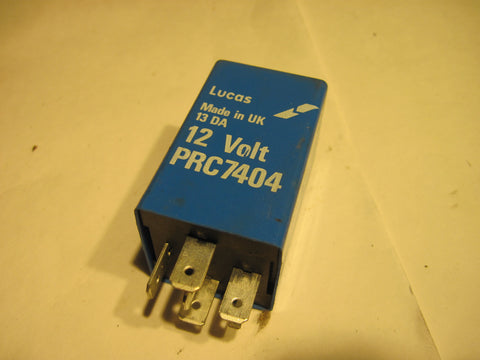 Lucas
Made in UK
13 DA
12 Volt
PRC7404